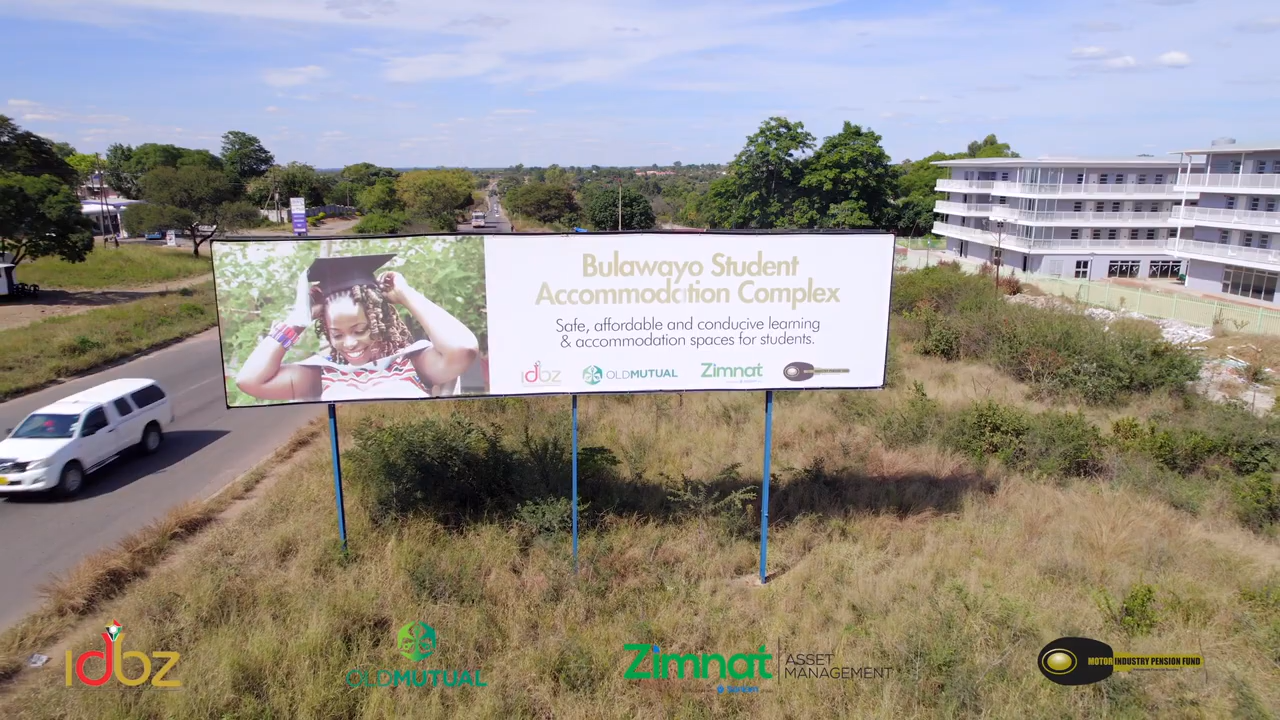 Bulawayo Student
Accommodation Complex
Safe, affordable and conducive learning
& accommodation spaces for students.
idbz
OLDMUTUAL
Zimnat
idbz
OLDMUTUAL
Zimnat
ASSET
MANAGEMENT
MOTOR INDUSTRY PENSION FUND